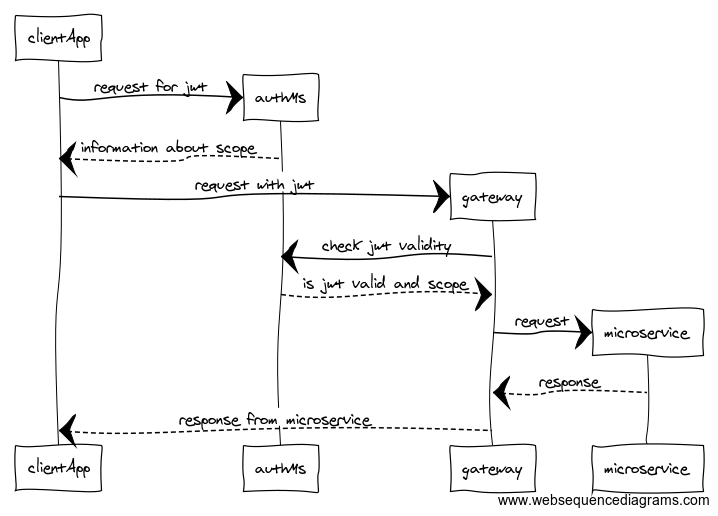 clientApp
request for jwt
authMs
information about scope
request with jwt
gateway
check jwt validity
is jwt valid and scope
request
microservice
response
response from microservice
clientApp
authMs
gateway
microservice
www.websequencediagrams.com